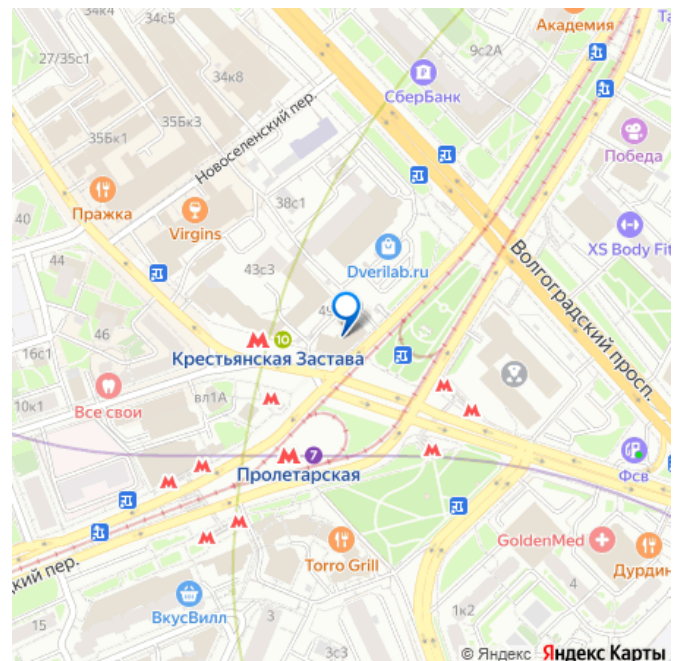 34с5
Академия
27/35с1
9с2А
34к8
СберБанк
35Бк3
35Бк1
Новоселенский пер.
Победа
38с1
Пражка
40
Virgins
XS Body Fit
44
Dverilab.ru
43с3
Волгоградский просп.
49
46
10
16с1
Крестьянская Застава
Все свои
вл1А
10к1
7
Пролетарская
Фсв
GoldenMed
Torro Grill
Дурдин
кий пер.
4
ВкусВилл
3
1к2
15
3с
© Яндекс Яндекс Карты